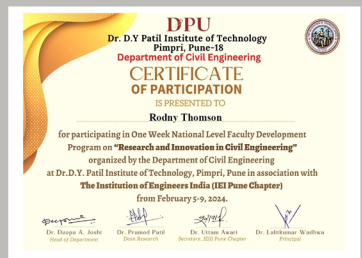 DPU
Dr. D.Y Patil Institute of Technology
Pimpri, Pune-18
Department of Civil Engineering
CERTIFICATE
OF PARTICIPATION
IS PRESENTED TO
Rodny Thomson
for participating in One Week National Level Faculty Development
Program on “Research and Innovation in Civil Engineering”
organized by the Department of Civil Engineering
at Dr.D.Y. Patil Institute of Technology, Pimpri, Pune in association with
The Institution of Engineers India (IEI Pune Chapter)
from February 5-9, 2024.
Dr. Deepa A. Joshi
Head of Department
Dr. Pramod Patil
Dean Research
Dr. Uttam Awari
Secretary, IEI Pune Chapter
Dr. Lalitkumar Wadhwa
Principal